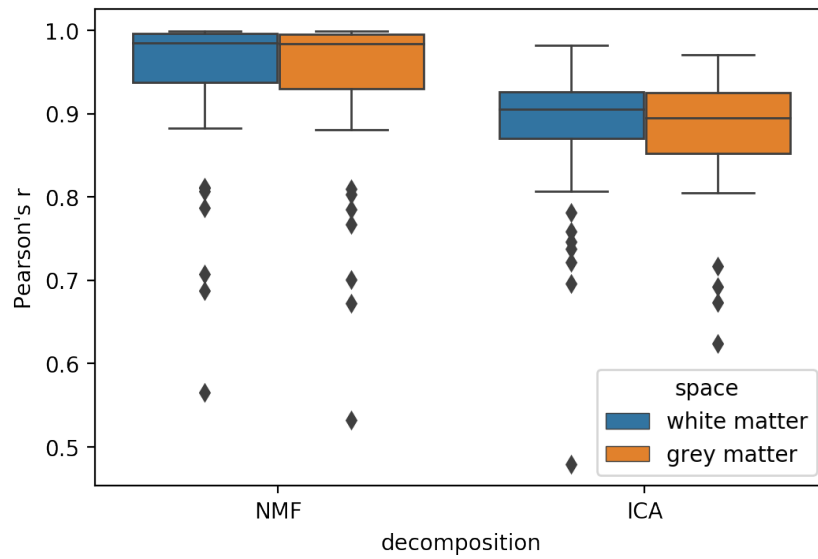 1.0
0.9
0.8
0.7
0.6
0.5
Pearson's r
NMF
ICA
decomposition
space
white matter
grey matter